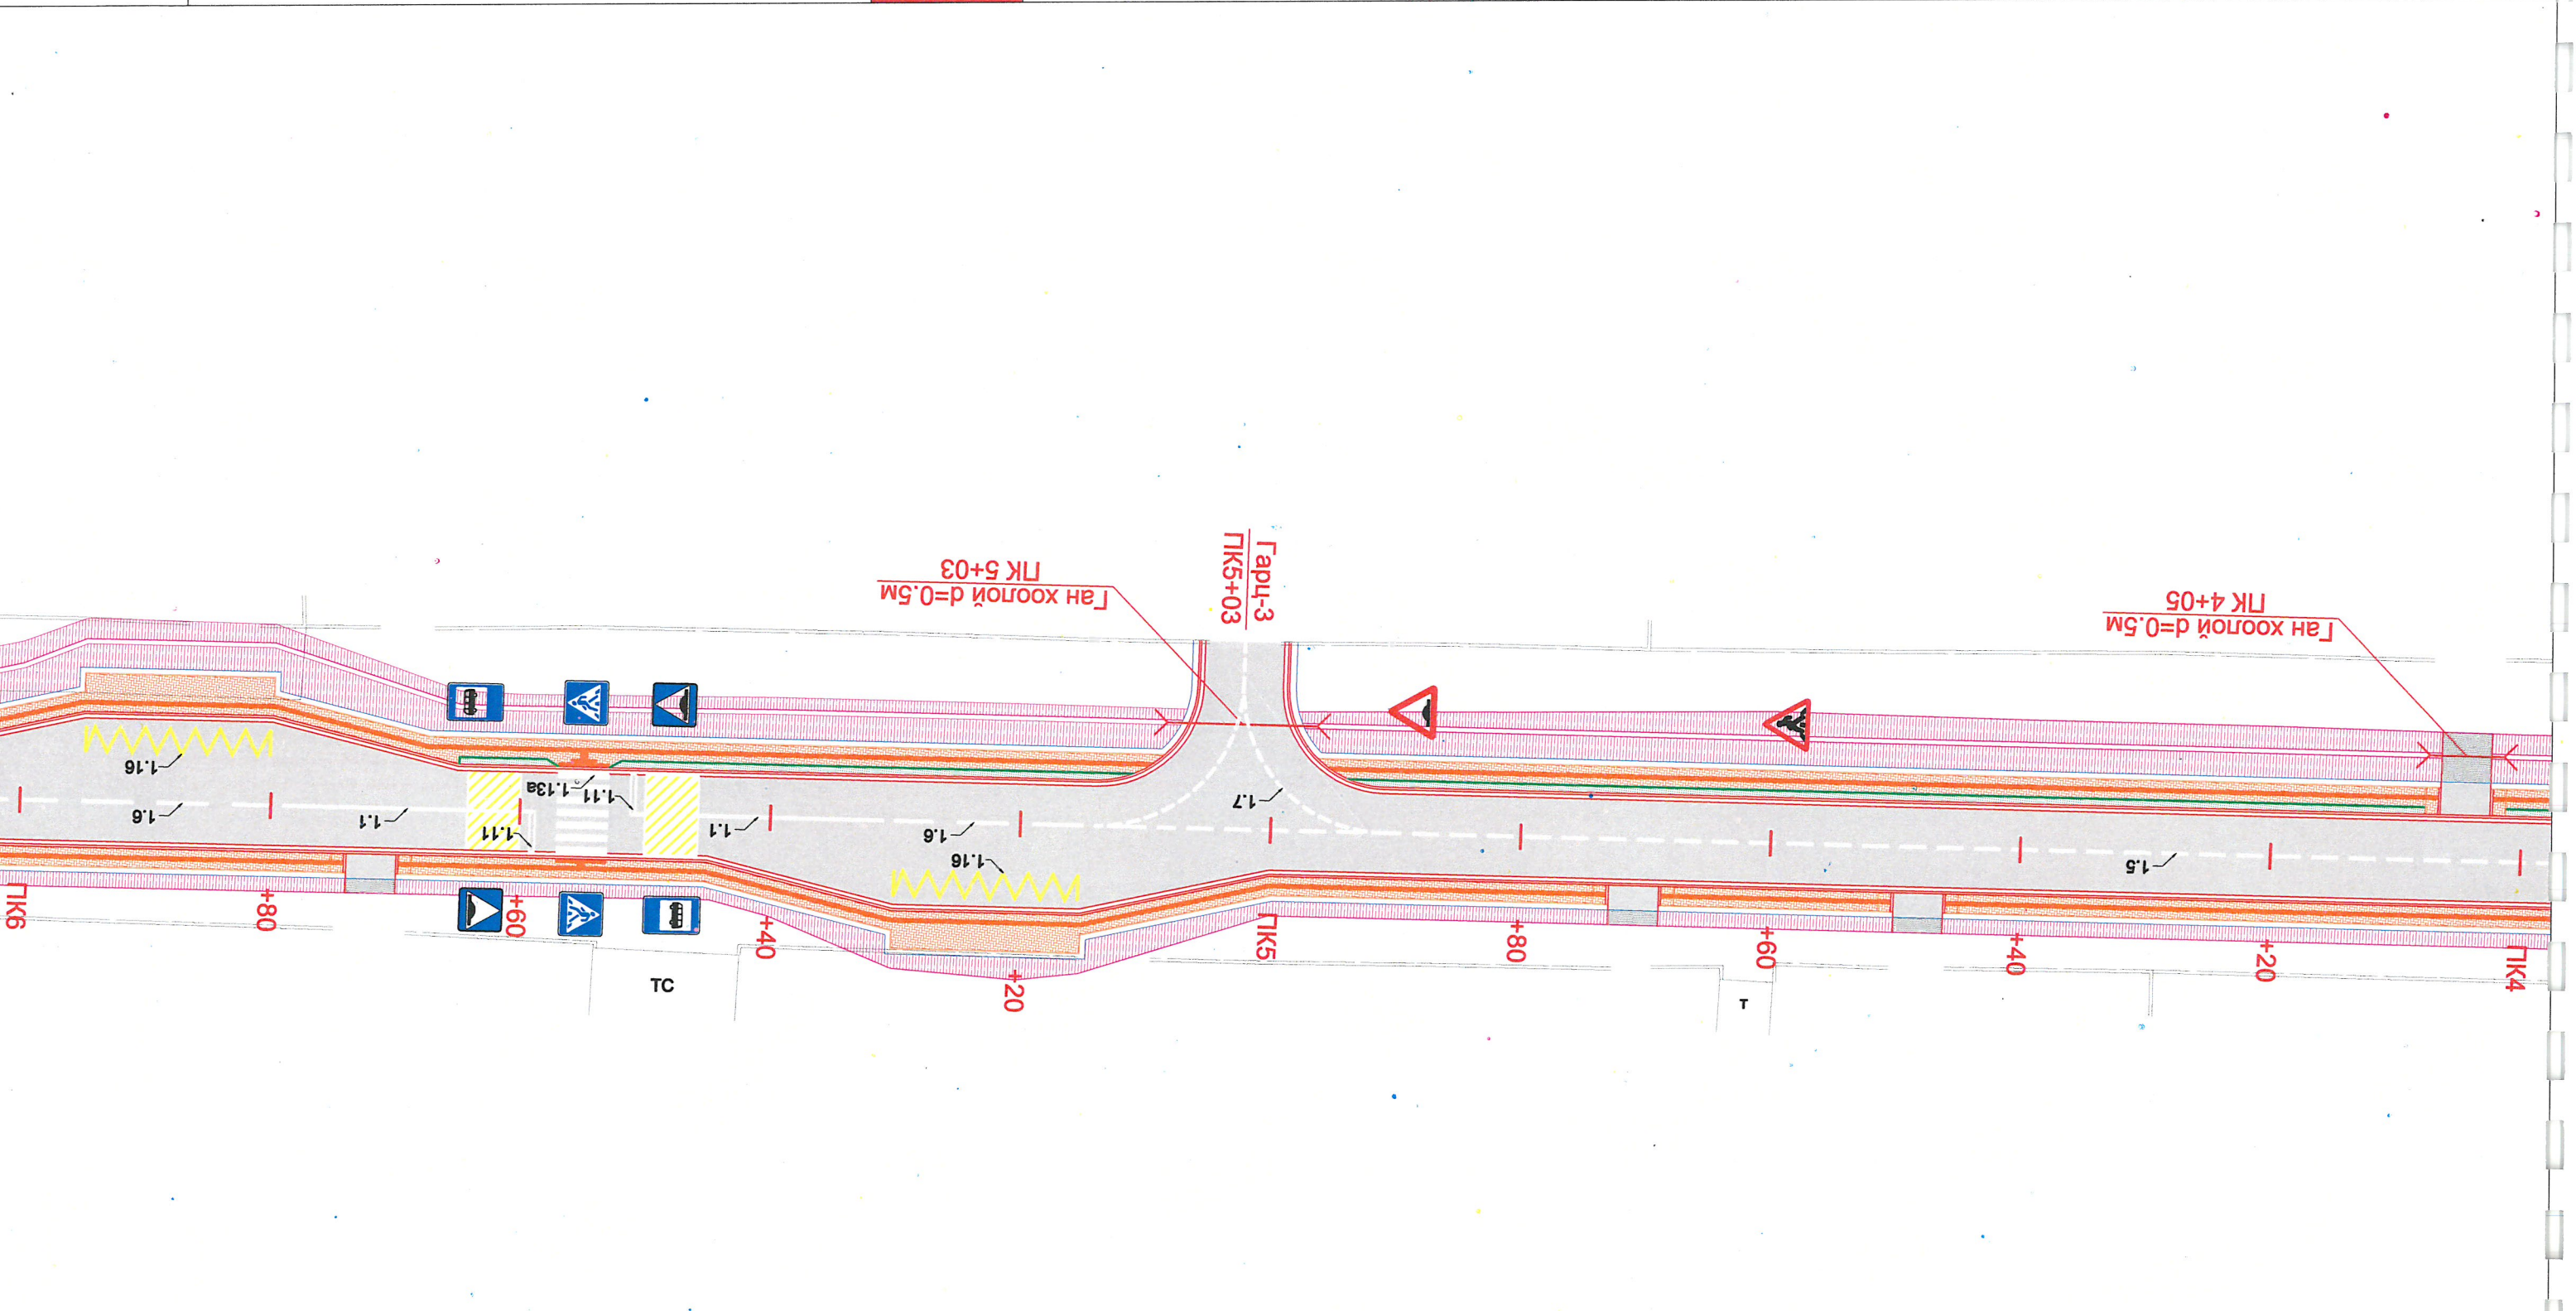 Гарц-3
ПК5+03
Ган хоолой d=0.5м
ПК 5+03
Ган хоолой d=0.5м
ПК 4+05
1.16
1.6
1.1
1.13а
1.11
1.11
1.1
1.6
1.16
1.7
1.5
ПК6
+80
+60
+40
+20
ПК5
+80
+60
+40
+20
ПК4
ТС
Т